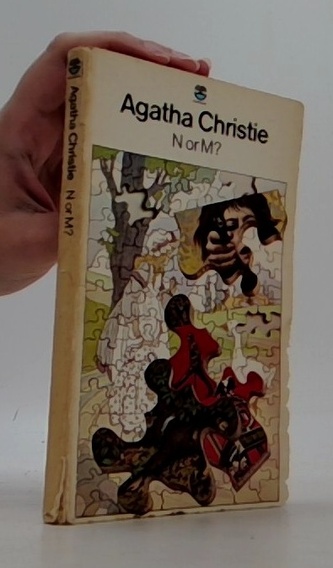 Agatha Christie
N or M?
Agatha Christie N or M?